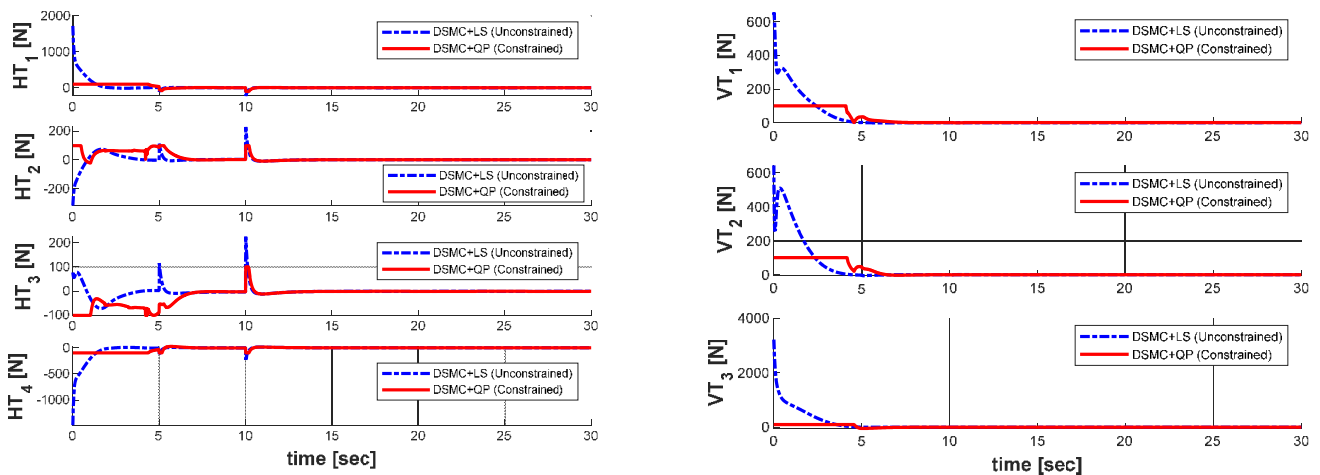 HT1 [N]
2000
1000
0
DSMC+LS (Unconstrained)
DSMC+QP (Constrained)
0 5 10 15 20 25 30
HT2 [N]
200
0
-200
DSMC+LS (Unconstrained)
DSMC+QP (Constrained)
0 5 10 15 20 25 30
HT3 [N]
200
100
0
-100
DSMC+LS (Unconstrained)
DSMC+QP (Constrained)
0 5 10 15 20 25 30
HT4 [N]
0
-500
-1000
DSMC+LS (Unconstrained)
DSMC+QP (Constrained)
0 5 10 15 20 25 30
time [sec]
VT1 [N]
600
400
200
0
DSMC+LS (Unconstrained)
DSMC+QP (Constrained)
0 5 10 15 20 25 30
VT2 [N]
600
400
200
0
DSMC+LS (Unconstrained)
DSMC+QP (Constrained)
0 5 10 15 20 25 30
VT3 [N]
4000
2000
0
DSMC+LS (Unconstrained)
DSMC+QP (Constrained)
0 5 10 15 20 25 30
time [sec]